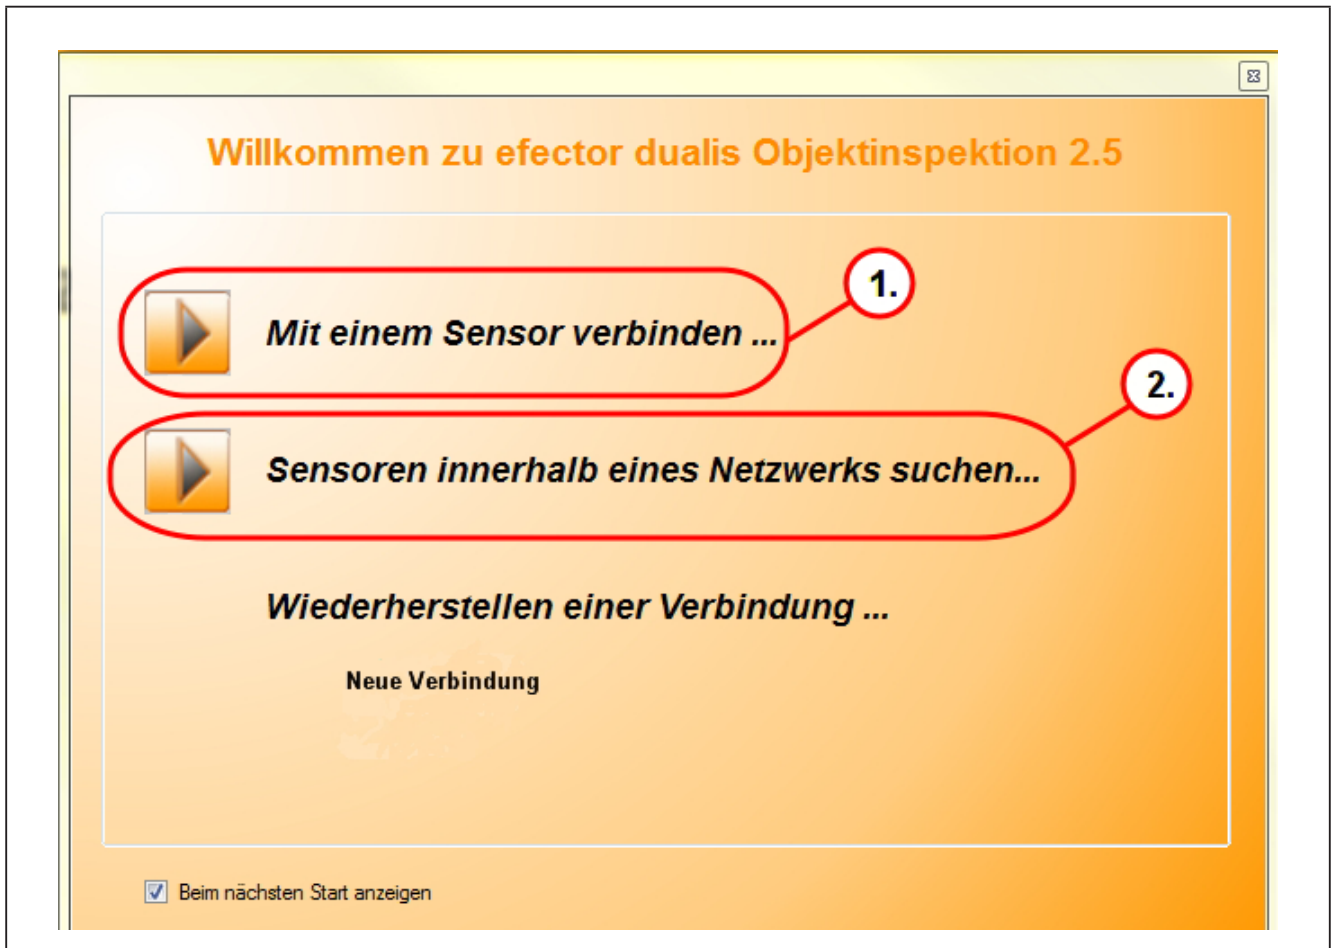 Willkommen zu efector dualis Objektinspektion 2.5
1.
Mit einem Sensor verbinden ...
2.
Sensoren innerhalb eines Netzwerks suchen...
Wiederherstellen einer Verbindung ...
Neue Verbindung
Beim nächsten Start anzeigen